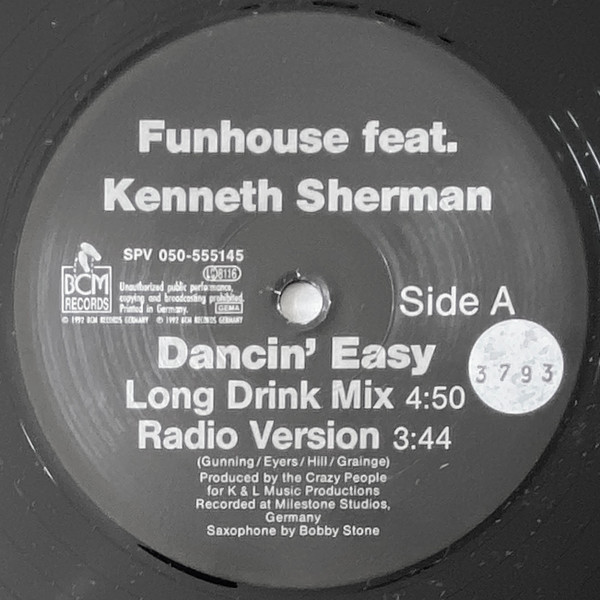 Funhouse feat.
Kenneth Sherman
SPV 050-555145
LC 8116
BCM
RECORDS
Unauthorized public performance,
copying and broadcasting prohibited.
Printed in Germany.
GEMA
℗ 1992 BCM RECORDS GERMANY © 1992 BCM RECORDS GERMANY
Side A
Dancin' Easy
3793
Long Drink Mix 4:50
Radio Version 3:44
(Gunning/Eyers/Hill/Grainge)
Produced by the Crazy People
for K & L Music Productions
Recorded at Milestone Studios,
Germany
Saxophone by Bobby Stone